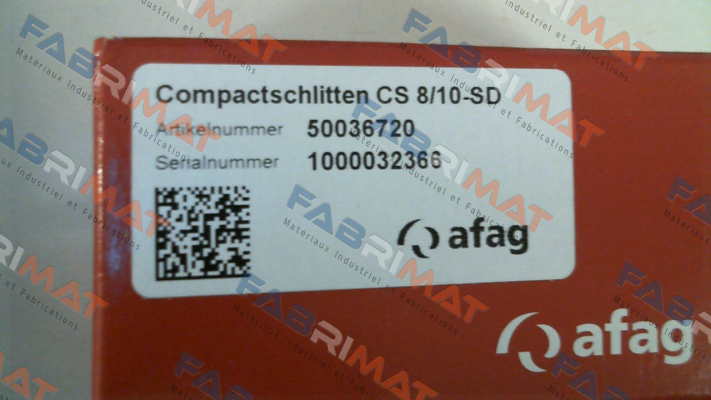 Compactschlitten CS 8/10-SD
Artikelnummer 50036720
Serialnummer 1000032366
afag
afag
FABRIMAT
Materiaux Industriel et Fabrications